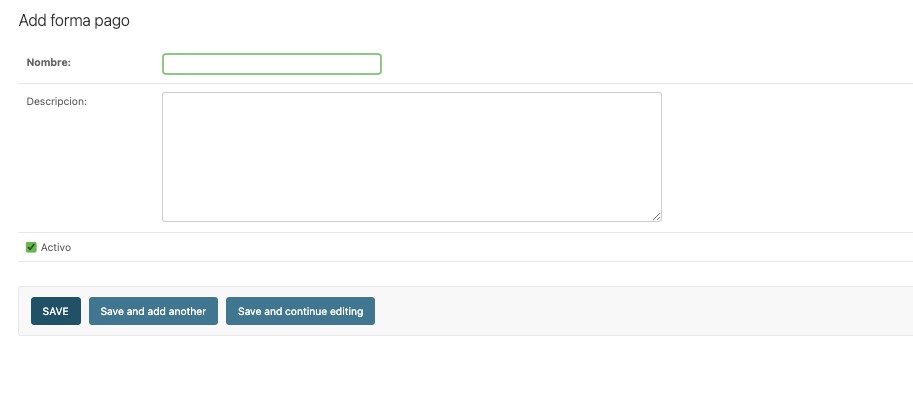 Add forma pago
Nombre:
Descripcion:
Activo
SAVE Save and add another Save and continue editing